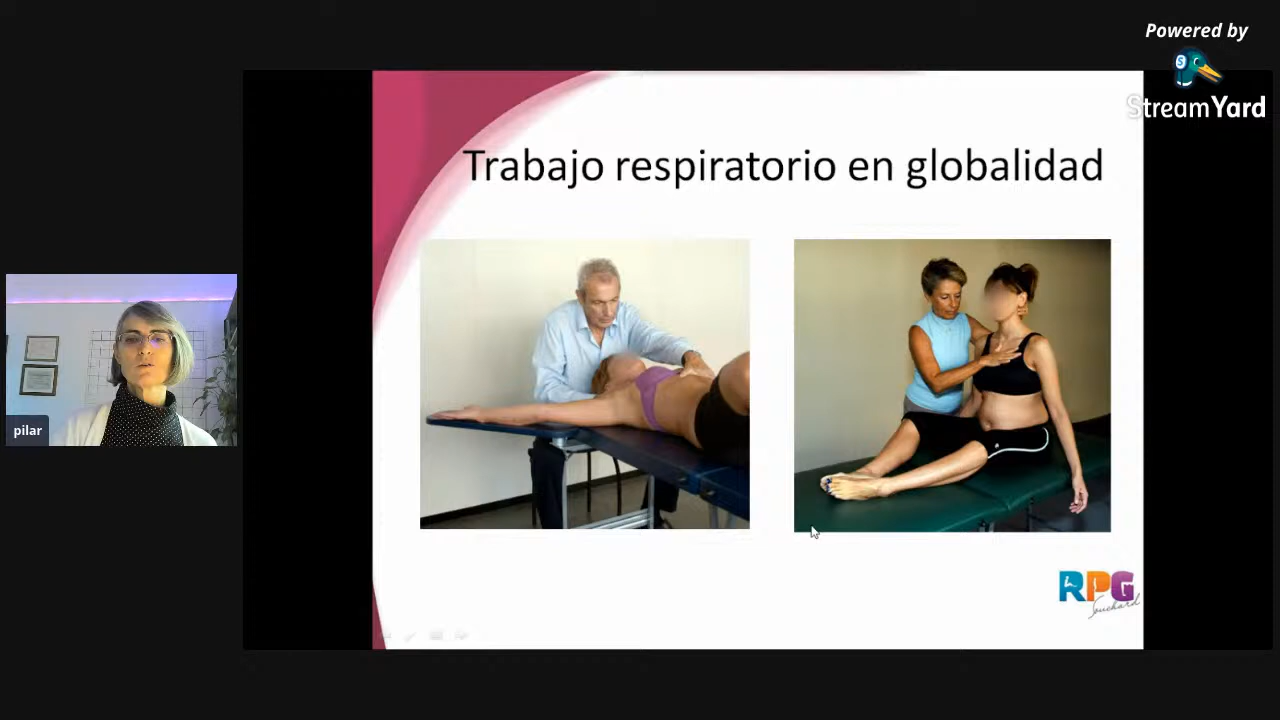 Powered by
StreamYard
Trabajo respiratorio en globalidad
pilar
RPG
Souchard